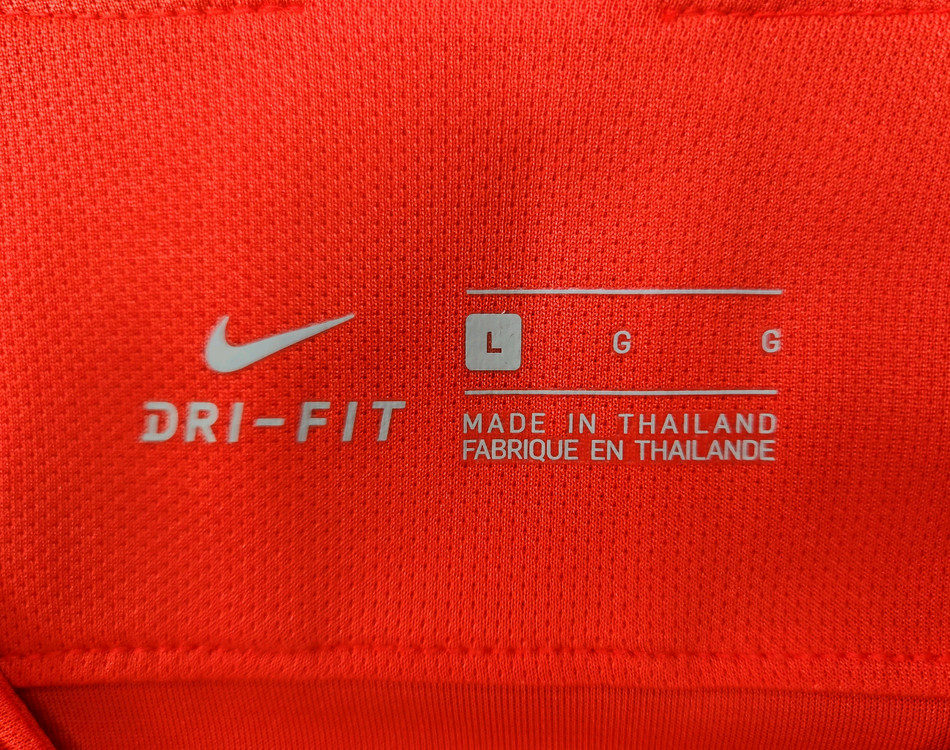 DRI-FIT
L G G
MADE IN THAILAND
FABRIQUE EN THAILANDE